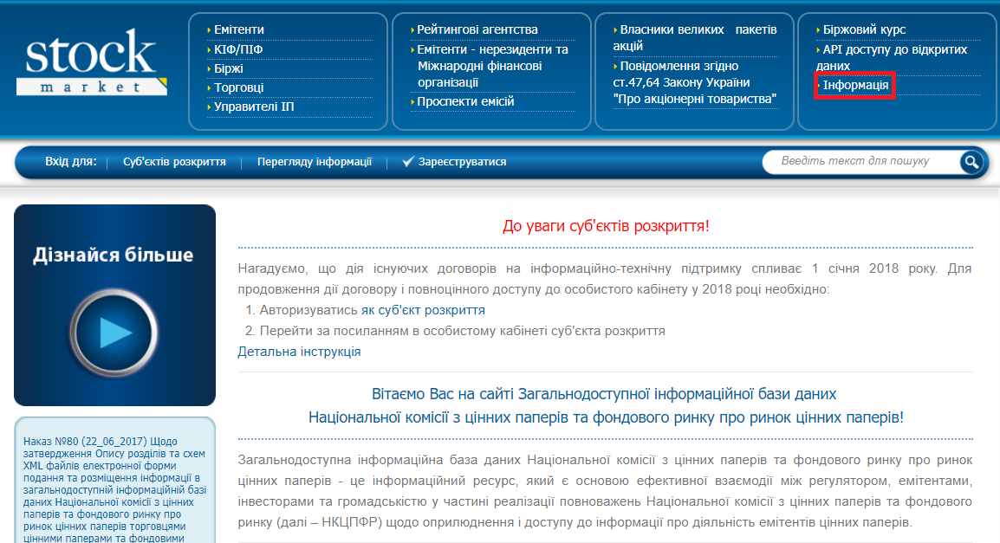 stock
market
Емітенти
КІФ/ПІФ
Біржі
Торговці
Управителі ІП
Рейтингові агентства
Емітенти - нерезиденти та
Міжнародні фінансові
організації
Проспекти емісій
Власники великих пакетів
акцій
Повідомлення згідно
ст.47,64 Закону України
"Про акціонерні товариства"
Біржовий курс
API доступу до відкритих
даних
Інформація
Вхід для:
Суб'єктів розкриття
Перегляду інформації
Зареєструватися
Введіть текст для пошуку
Дізнайся більше
Наказ №80 (22_06_2017) Щодо
затвердження Опису розділів та схем
XML файлів електронної форми
подання та розміщення інформації в
загальнодоступній інформаційній базі
даних Національної комісії з цінних
паперів та фондового ринку про
ринок цінних паперів торговцями
цінними паперами та фондовими
До уваги суб'єктів розкриття!
Нагадуємо, що дія існуючих договорів на інформаційно-технічну підтримку спливає 1 січня 2018 року. Для
продовження дії договору і повноцінного доступу до особистого кабінету у 2018 році необхідно:
1. Авторизуватись як суб'єкт розкриття
2. Перейти за посиланням в особистому кабінеті суб'єкта розкриття
Детальна інструкція
Вітаємо Вас на сайті Загальнодоступної інформаційної бази даних
Національної комісії з цінних паперів та фондового ринку про ринок цінних паперів!
Загальнодоступна інформаційна база даних Національної комісії з цінних паперів та фондового ринку про ринок
цінних паперів - це інформаційний ресурс, який є основою ефективної взаємодії між регулятором, емітентами,
інвесторами та громадськістю у частині реалізації повноважень Національної комісії з цінних паперів та фондового
ринку (далі – НКЦПФР) щодо оприлюднення і доступу до інформації про діяльність емітентів цінних паперів.